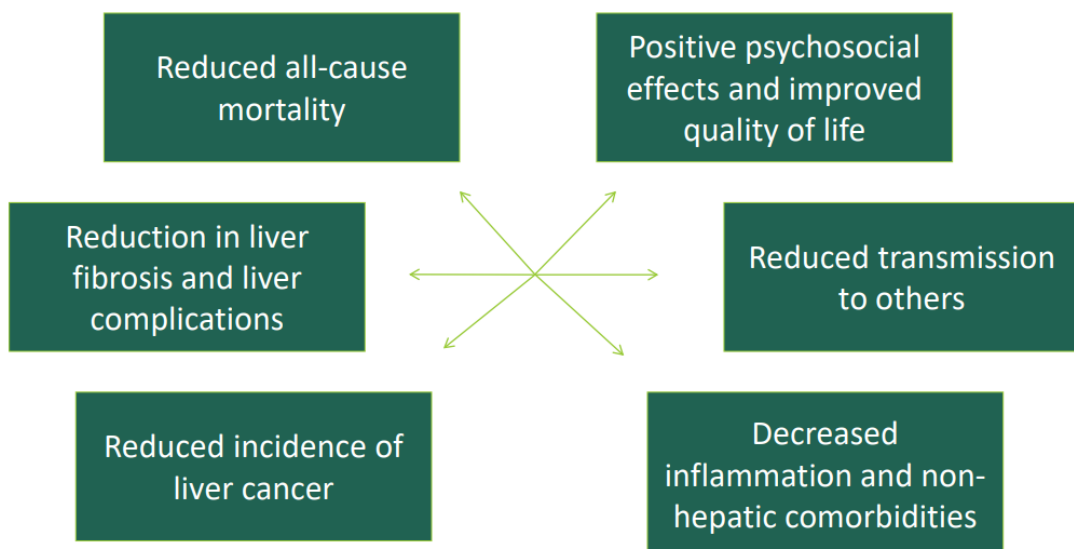 Reduced all-cause
mortality
Positive psychosocial
effects and improved
quality of life
Reduction in liver
fibrosis and liver
complications
Reduced transmission
to others
Reduced incidence of
liver cancer
Decreased
inflammation and non-
hepatic comorbidities